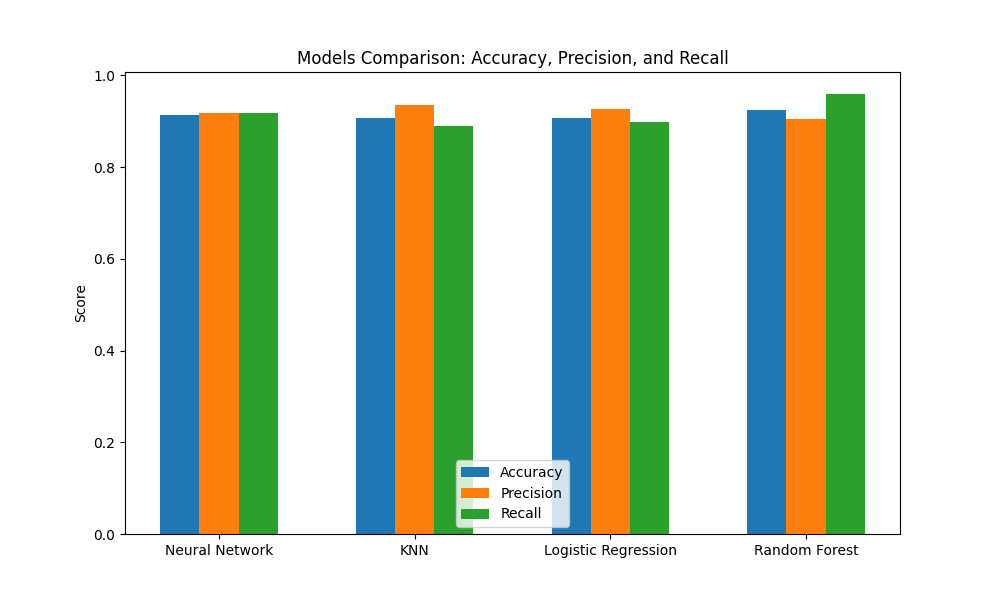 Models Comparison: Accuracy, Precision, and Recall
1.0
0.8
0.6
0.4
0.2
0.0
Score
Accuracy
Precision
Recall
Neural Network
KNN
Logistic Regression
Random Forest